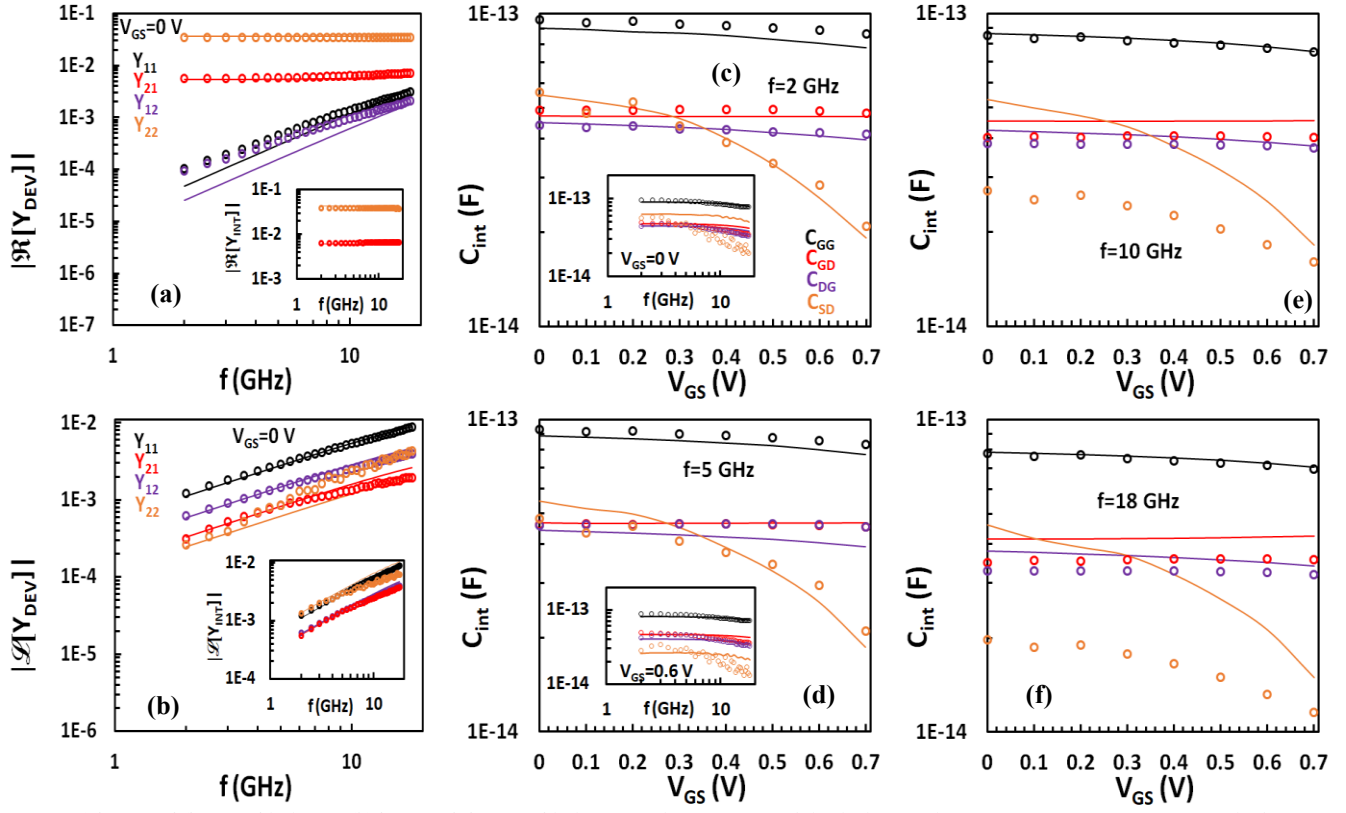 1E-1
1E-2
1E-3
1E-4
1E-5
1E-6
1E-7
|ℜ[Y_DEV]|
V_GS=0 V
Y_11
Y_21
Y_12
Y_22
(a)
1E-1
1E-2
1E-3
|ℜ[Y_INT]|
1 f(GHz) 10
1 10
f (GHz)
1E-13
1E-14
C_int (F)
(c)
f=2 GHz
1E-13
1E-14
V_GS=0 V
1 f(GHz) 10
C_GG
C_GD
C_DG
C_SD
0 0.1 0.2 0.3 0.4 0.5 0.6 0.7
V_GS (V)
1E-13
1E-14
C_int (F)
f=10 GHz
(e)
0 0.1 0.2 0.3 0.4 0.5 0.6 0.7
V_GS (V)
1E-2
1E-3
1E-4
1E-5
1E-6
|ℒ[Y_DEV]|
Y_11
Y_21
Y_12
Y_22
V_GS=0 V
(b)
1E-2
1E-3
1E-4
|ℒ[Y_INT]|
1 10
f(GHz)
1 10
f (GHz)
1E-13
1E-14
C_int (F)
f=5 GHz
1E-13
1E-14
V_GS=0.6 V
1 f(GHz) 10
(d)
0 0.1 0.2 0.3 0.4 0.5 0.6 0.7
V_GS (V)
1E-13
1E-14
C_int (F)
f=18 GHz
(f)
0 0.1 0.2 0.3 0.4 0.5 0.6 0.7
V_GS (V)